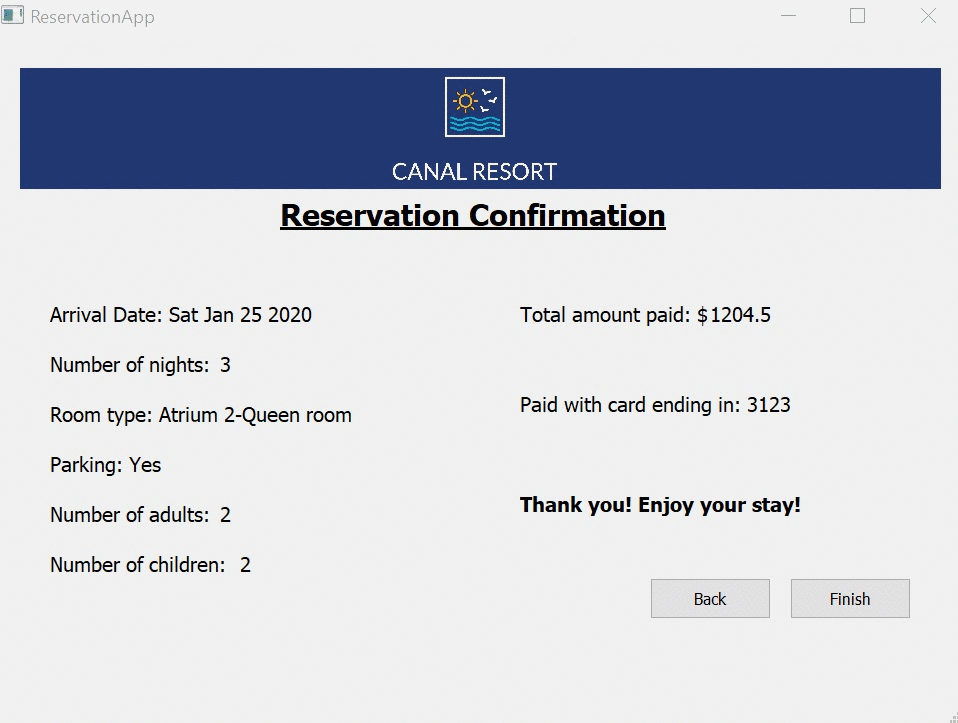 ReservationApp
CANAL RESORT
Reservation Confirmation
Arrival Date: Sat Jan 25 2020
Number of nights: 3
Room type: Atrium 2-Queen room
Parking: Yes
Number of adults: 2
Number of children: 2
Total amount paid: $1204.5
Paid with card ending in: 3123
Thank you! Enjoy your stay!
Back
Finish